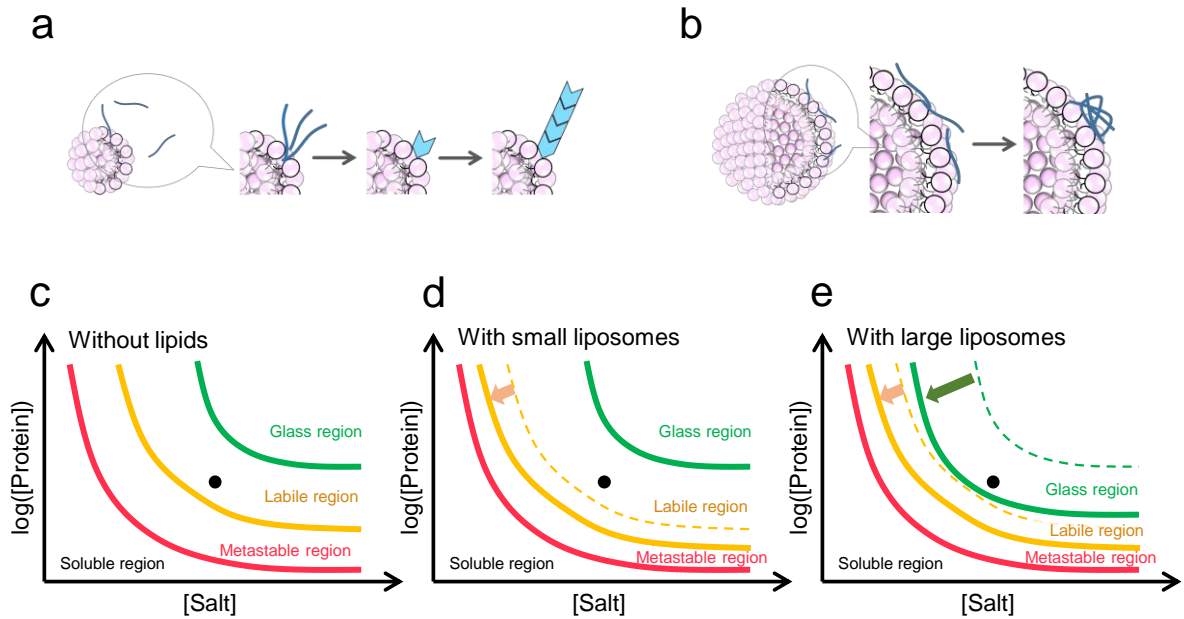 a
b
c
Without lipids
log([Protein])
Glass region
Labile region
Metastable region
Soluble region
[Salt]
d
With small liposomes
log([Protein])
Glass region
Labile region
Metastable region
Soluble region
[Salt]
e
With large liposomes
log([Protein])
Glass region
Labile region
Metastable region
Soluble region
[Salt]